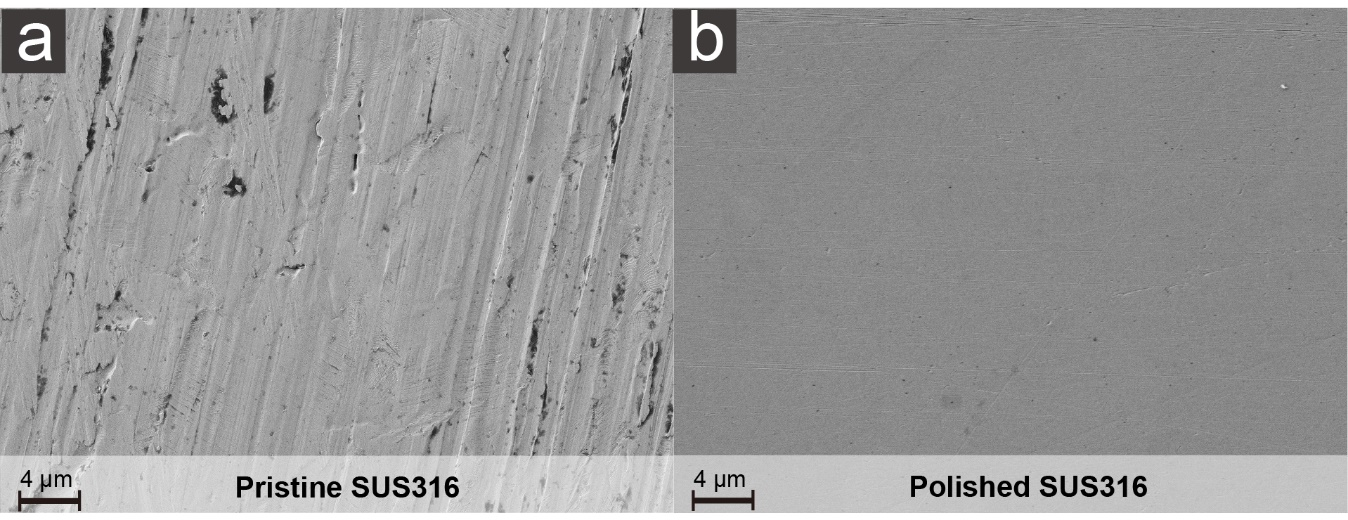 a
b
4 μm
Pristine SUS316
4 μm
Polished SUS316